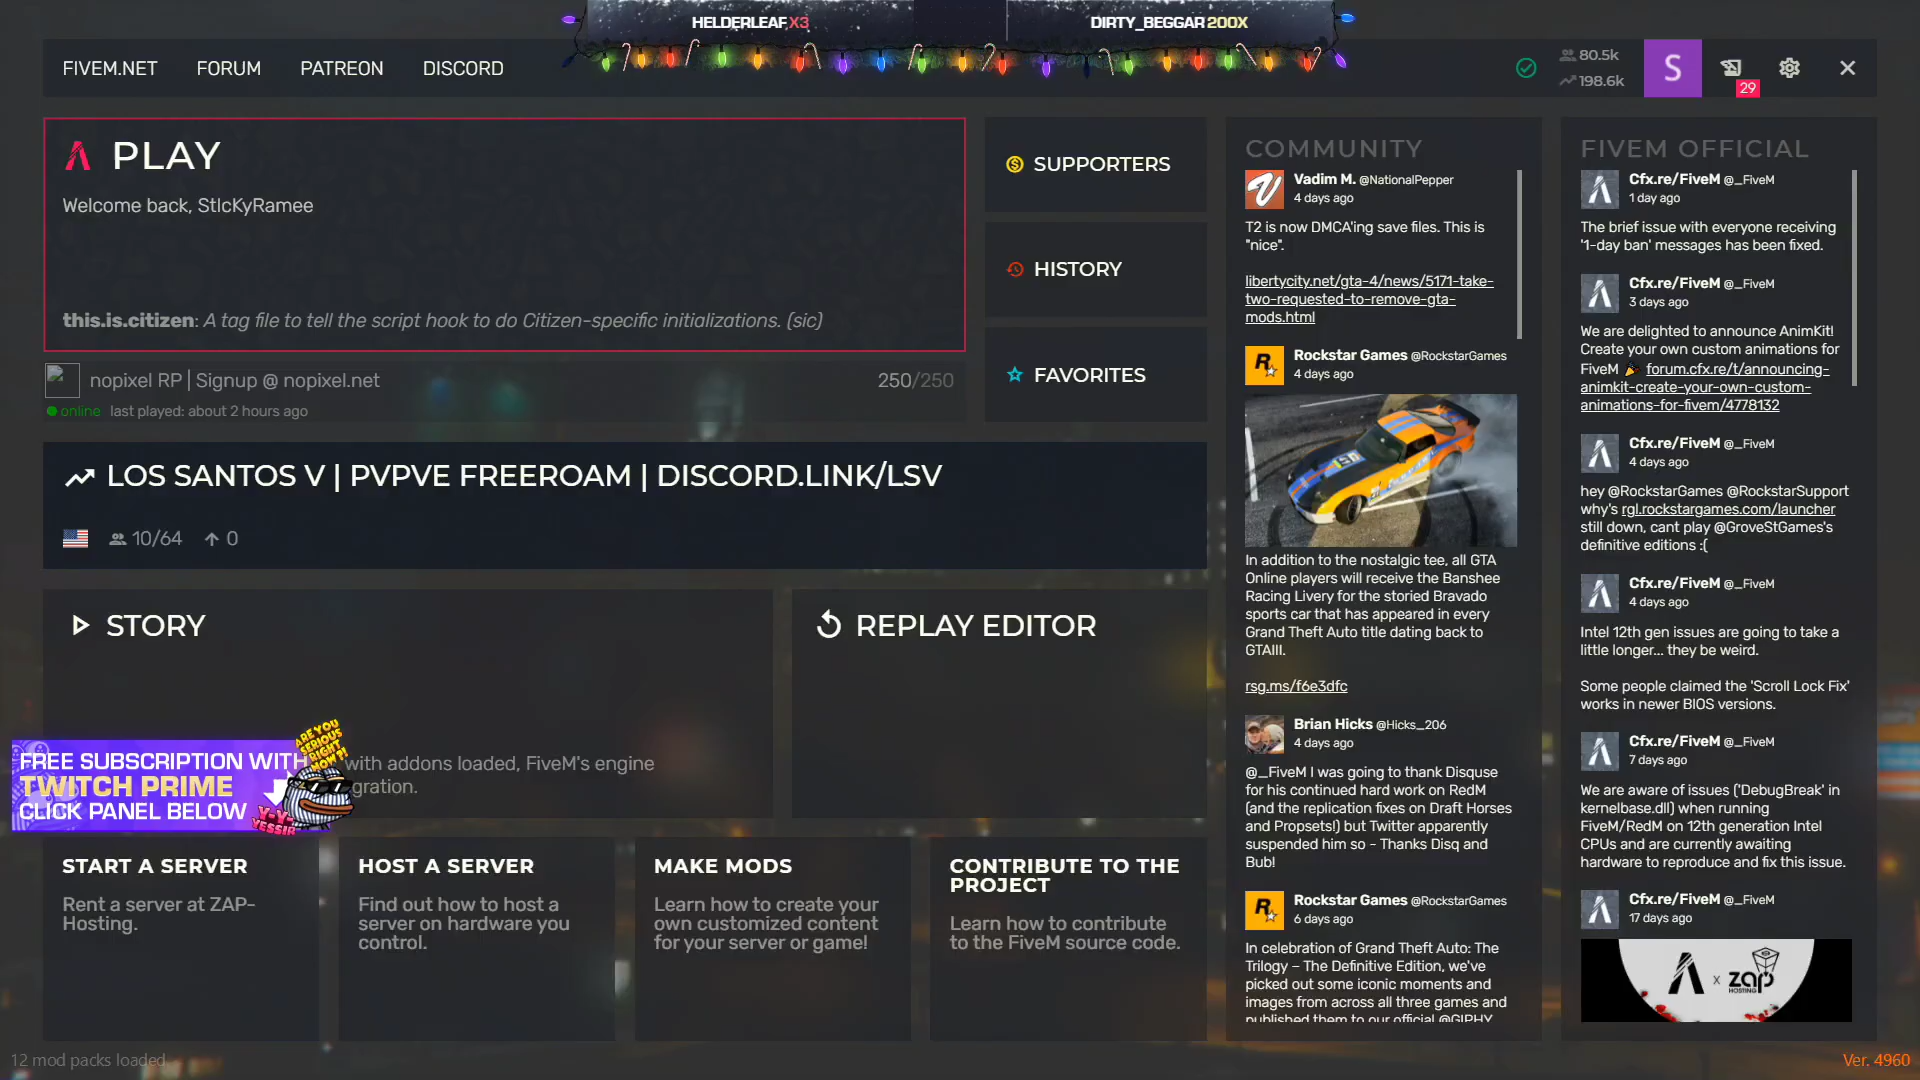 HELDERLEAF X3
DIRTY_BEGGAR 200X
FIVEM.NET
FORUM
PATREON
DISCORD
80.5k
198.6k
S
29
PLAY
Welcome back, StIcKyRamee
this.is.citizen: A tag file to tell the script hook to do Citizen-specific initializations. (sic)
nopixel RP | Signup @ nopixel.net
250/250
online
last played: about 2 hours ago
SUPPORTERS
HISTORY
FAVORITES
LOS SANTOS V | PVPVE FREEROAM | DISCORD.LINK/LSV
10/64
0
STORY
with addons loaded, FiveM's engine
gration.
REPLAY EDITOR
ARE YOU
SERIOUS
RIGHT
NOW?!
FREE SUBSCRIPTION WITH
TWITCH PRIME
CLICK PANEL BELOW
Y-Y-
YESSIR
START A SERVER
Rent a server at ZAP-
Hosting.
HOST A SERVER
Find out how to host a
server on hardware you
control.
MAKE MODS
Learn how to create your
own customized content
for your server or game!
CONTRIBUTE TO THE
PROJECT
Learn how to contribute
to the FiveM source code.
COMMUNITY
Vadim M. @NationalPepper
4 days ago
T2 is now DMCA'ing save files. This is
"nice".
libertycity.net/gta-4/news/5171-take-
two-requested-to-remove-gta-
mods.html
Rockstar Games @RockstarGames
4 days ago
In addition to the nostalgic tee, all GTA
Online players will receive the Banshee
Racing Livery for the storied Bravado
sports car that has appeared in every
Grand Theft Auto title dating back to
GTAIII.
rsg.ms/f6e3dfc
Brian Hicks @Hicks_206
4 days ago
@_FiveM I was going to thank Disquse
for his continued hard work on RedM
(and the replication fixes on Draft Horses
and Propsets!) but Twitter apparently
suspended him so - Thanks Disq and
Bub!
Rockstar Games @RockstarGames
6 days ago
In celebration of Grand Theft Auto: The
Trilogy – The Definitive Edition, we've
picked out some iconic moments and
images from across all three games and
published them to our official @GIPHY
FIVEM OFFICIAL
Cfx.re/FiveM @_FiveM
1 day ago
The brief issue with everyone receiving
'1-day ban' messages has been fixed.
Cfx.re/FiveM @_FiveM
3 days ago
We are delighted to announce AnimKit!
Create your own custom animations for
FiveM 🎉 forum.cfx.re/t/announcing-
animkit-create-your-own-custom-
animations-for-fivem/4778132
Cfx.re/FiveM @_FiveM
4 days ago
hey @RockstarGames @RockstarSupport
why's rgl.rockstargames.com/launcher
still down, cant play @GroveStGames's
definitive editions :(
Cfx.re/FiveM @_FiveM
4 days ago
Intel 12th gen issues are going to take a
little longer... they be weird.
Some people claimed the 'Scroll Lock Fix'
works in newer BIOS versions.
Cfx.re/FiveM @_FiveM
7 days ago
We are aware of issues ('DebugBreak' in
kernelbase.dll) when running
FiveM/RedM on 12th generation Intel
CPUs and are currently awaiting
hardware to reproduce and fix this issue.
Cfx.re/FiveM @_FiveM
17 days ago
x ZAP
HOSTING
12 mod packs loaded
Ver. 4960